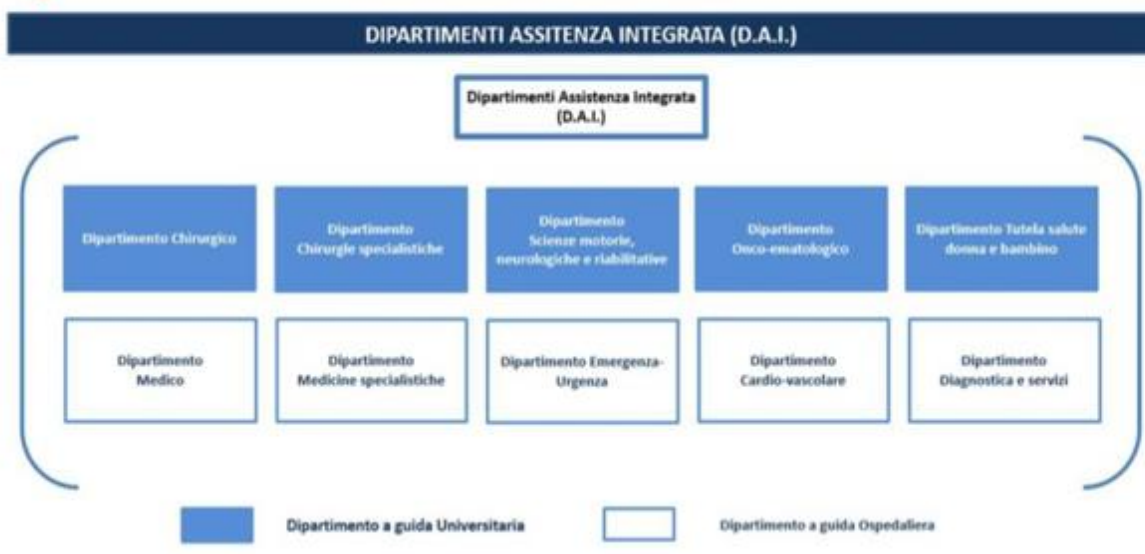 DIPARTIMENTI ASSITENZA INTEGRATA (D.A.I.)
Dipartimenti Assistenza Integrata
(D.A.I.)
Dipartimento Chirurgico
Dipartimento
Chirurgie specialistiche
Dipartimento
Scienze motorie,
neurologiche e riabilitative
Dipartimento
Onco-ematologico
Dipartimento Tutela salute
donna e bambino
Dipartimento
Medico
Dipartimento
Medicine specialistiche
Dipartimento Emergenza-
Urgenza
Dipartimento
Cardio-vascolare
Dipartimento
Diagnostica e servizi
Dipartimento a guida Universitaria
Dipartimento a guida Ospedaliera